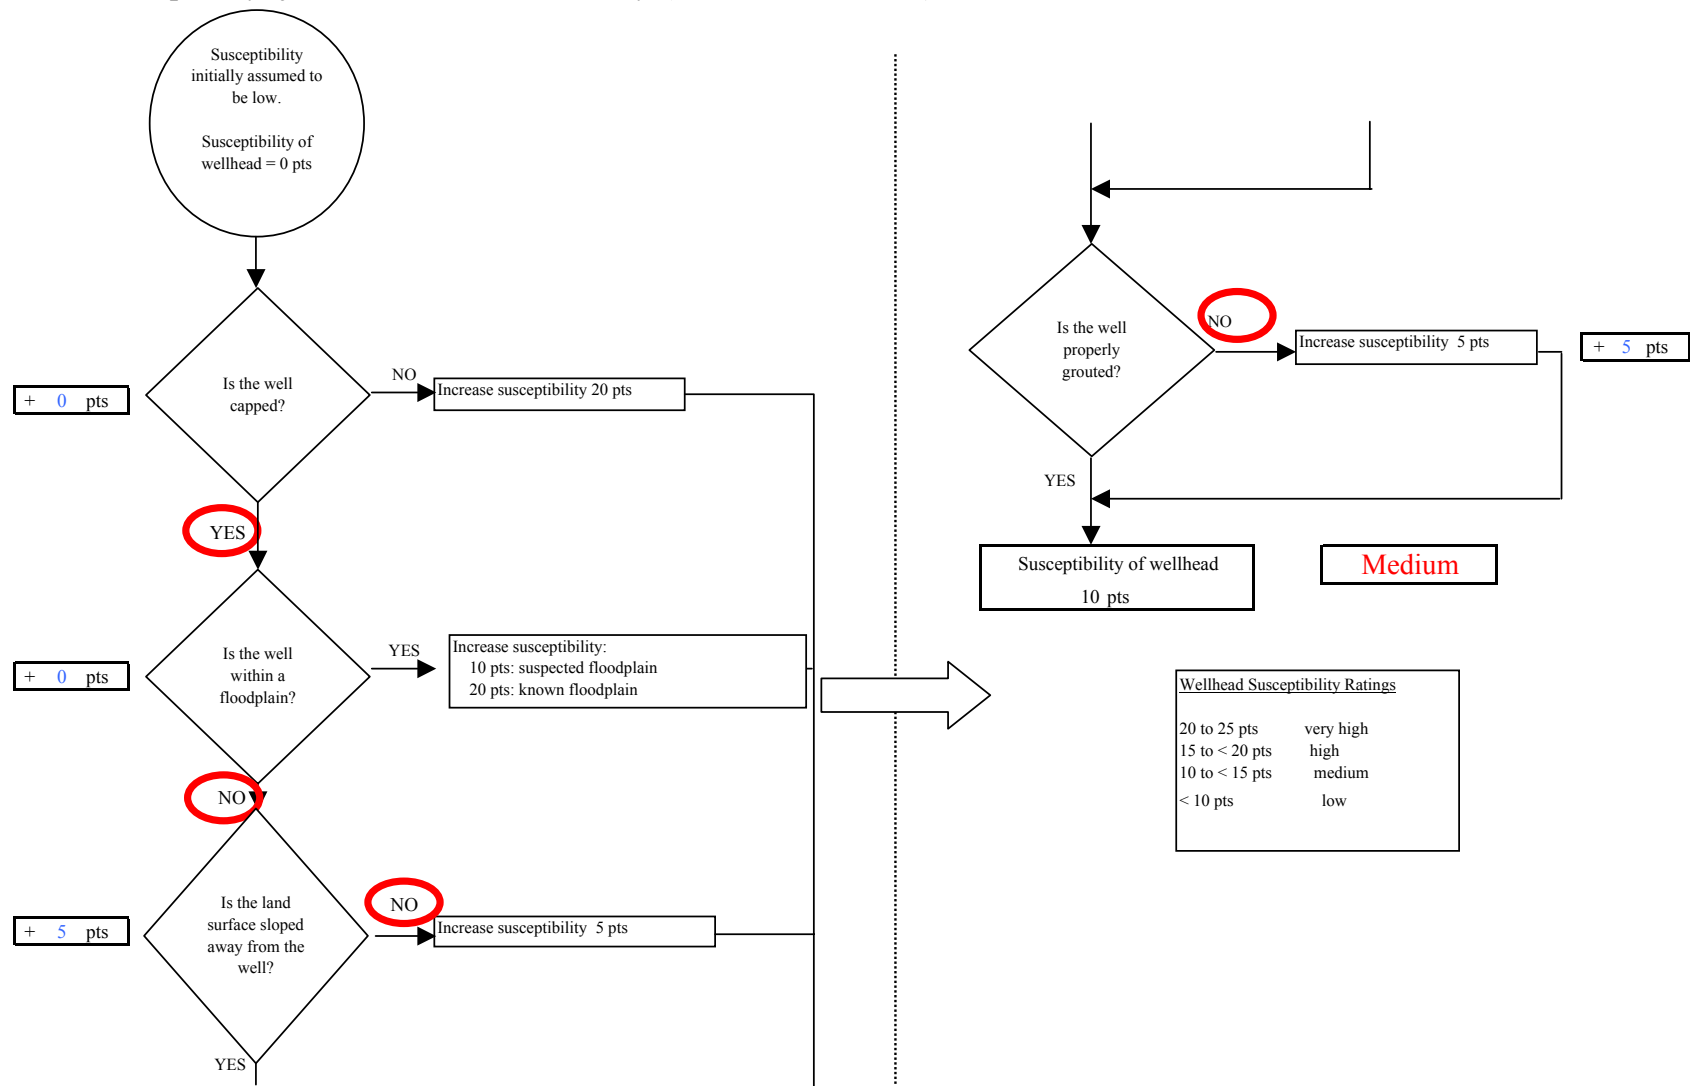 Susceptibility
initially assumed to
be low.
Susceptibility of
wellhead = 0 pts
Is the well
capped?
NO
Increase susceptibility 20 pts
+ 0 pts
YES
Is the well
within a
floodplain?
YES
Increase susceptibility:
10 pts: suspected floodplain
20 pts: known floodplain
+ 0 pts
NO
Is the land
surface sloped
away from the
well?
NO
Increase susceptibility 5 pts
+ 5 pts
YES
Is the well
properly
grouted?
NO
Increase susceptibility 5 pts
+ 5 pts
YES
Susceptibility of wellhead
10 pts
Medium
Wellhead Susceptibility Ratings
20 to 25 pts very high
15 to < 20 pts high
10 to < 15 pts medium
< 10 pts low